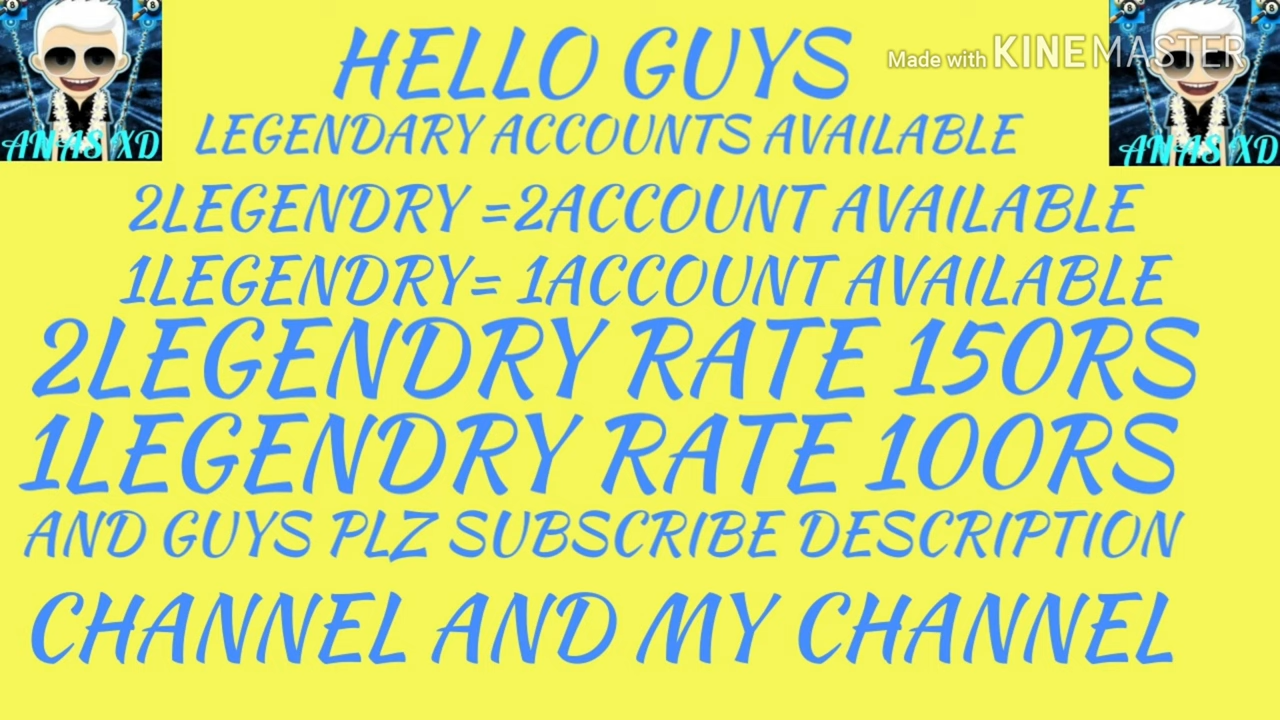 HELLO GUYS
Made with KINEMASTER
ANAS XD
ANAS XD
LEGENDARY ACCOUNTS AVAILABLE
2LEGENDRY =2ACCOUNT AVAILABLE
1LEGENDRY= 1ACCOUNT AVAILABLE
2LEGENDRY RATE 150RS
1LEGENDRY RATE 100RS
AND GUYS PLZ SUBSCRIBE DESCRIPTION
CHANNEL AND MY CHANNEL